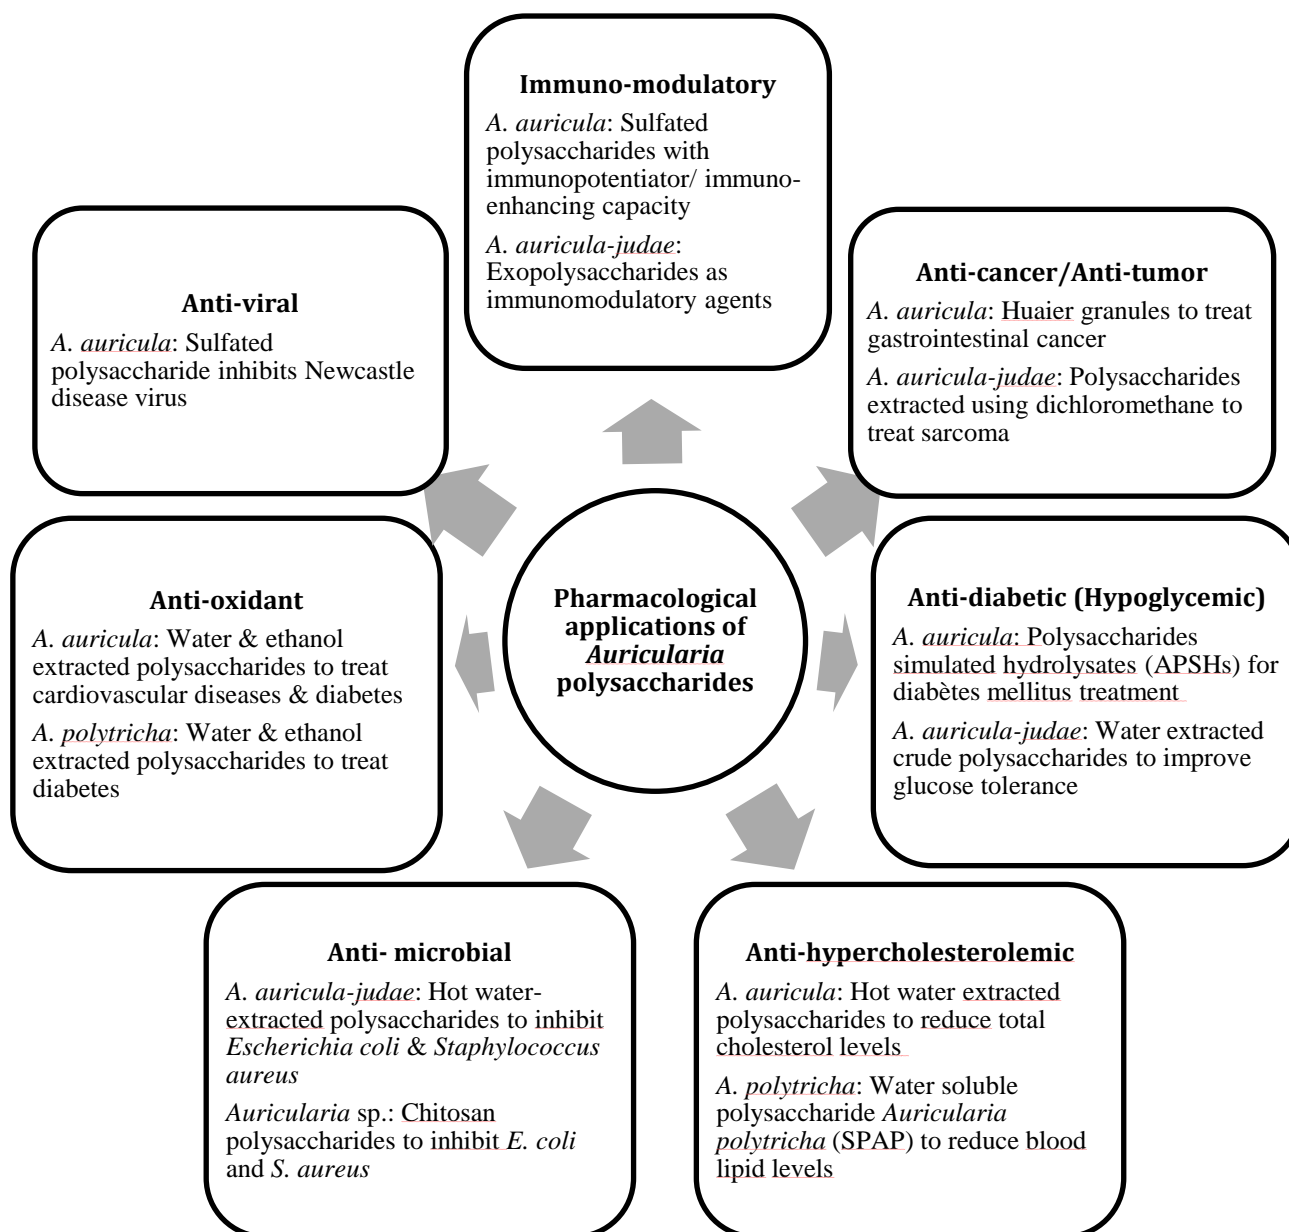 Immuno-modulatory
A. auricula: Sulfated
polysaccharides with
immunopotentiator/ immuno-
enhancing capacity
A. auricula-judae:
Exopolysaccharides as
immunomodulatory agents
Anti-viral
A. auricula: Sulfated
polysaccharide inhibits Newcastle
disease virus
Anti-cancer/Anti-tumor
A. auricula: Huaier granules to treat
gastrointestinal cancer
A. auricula-judae: Polysaccharides
extracted using dichloromethane to
treat sarcoma
Pharmacological
applications of
Auricularia
polysaccharides
Anti-oxidant
A. auricula: Water & ethanol
extracted polysaccharides to treat
cardiovascular diseases & diabetes
A. polytricha: Water & ethanol
extracted polysaccharides to treat
diabetes
Anti-diabetic (Hypoglycemic)
A. auricula: Polysaccharides
simulated hydrolysates (APSHs) for
diabètes mellitus treatment
A. auricula-judae: Water extracted
crude polysaccharides to improve
glucose tolerance
Anti- microbial
A. auricula-judae: Hot water-
extracted polysaccharides to inhibit
Escherichia coli & Staphylococcus
aureus
Auricularia sp.: Chitosan
polysaccharides to inhibit E. coli
and S. aureus
Anti-hypercholesterolemic
A. auricula: Hot water extracted
polysaccharides to reduce total
cholesterol levels
A. polytricha: Water soluble
polysaccharide Auricularia
polytricha (SPAP) to reduce blood
lipid levels